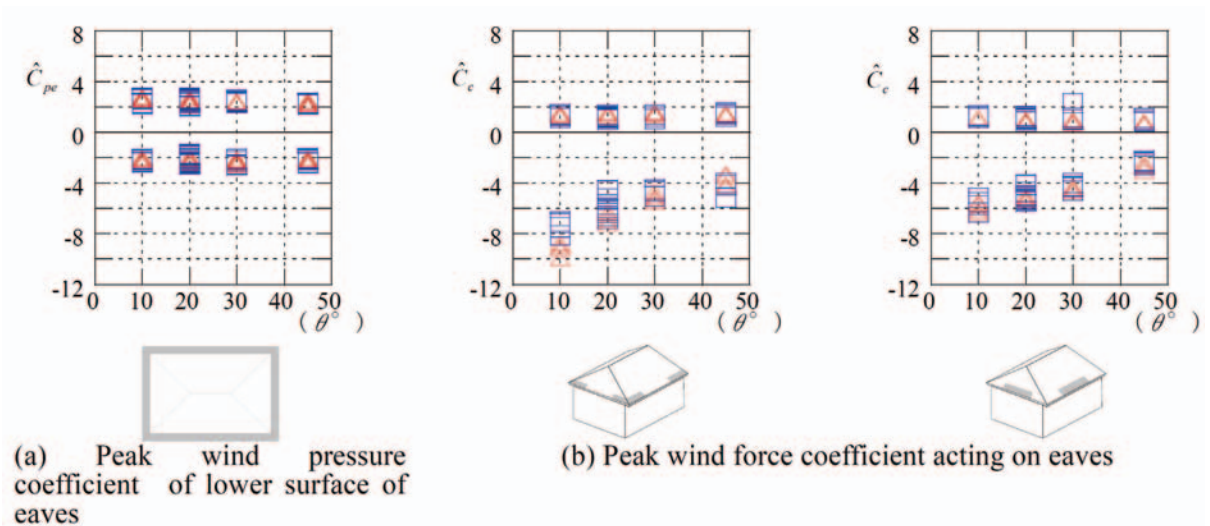 8
4
0
-4
-8
-12
Ĉpe
0 10 20 30 40 50
( θ° )
8
4
0
-4
-8
-12
Ĉc
0 10 20 30 40 50
( θ° )
8
4
0
-4
-8
-12
Ĉc
0 10 20 30 40 50
( θ° )
(a) Peak wind pressure
coefficient of lower surface of
eaves
(b) Peak wind force coefficient acting on eaves